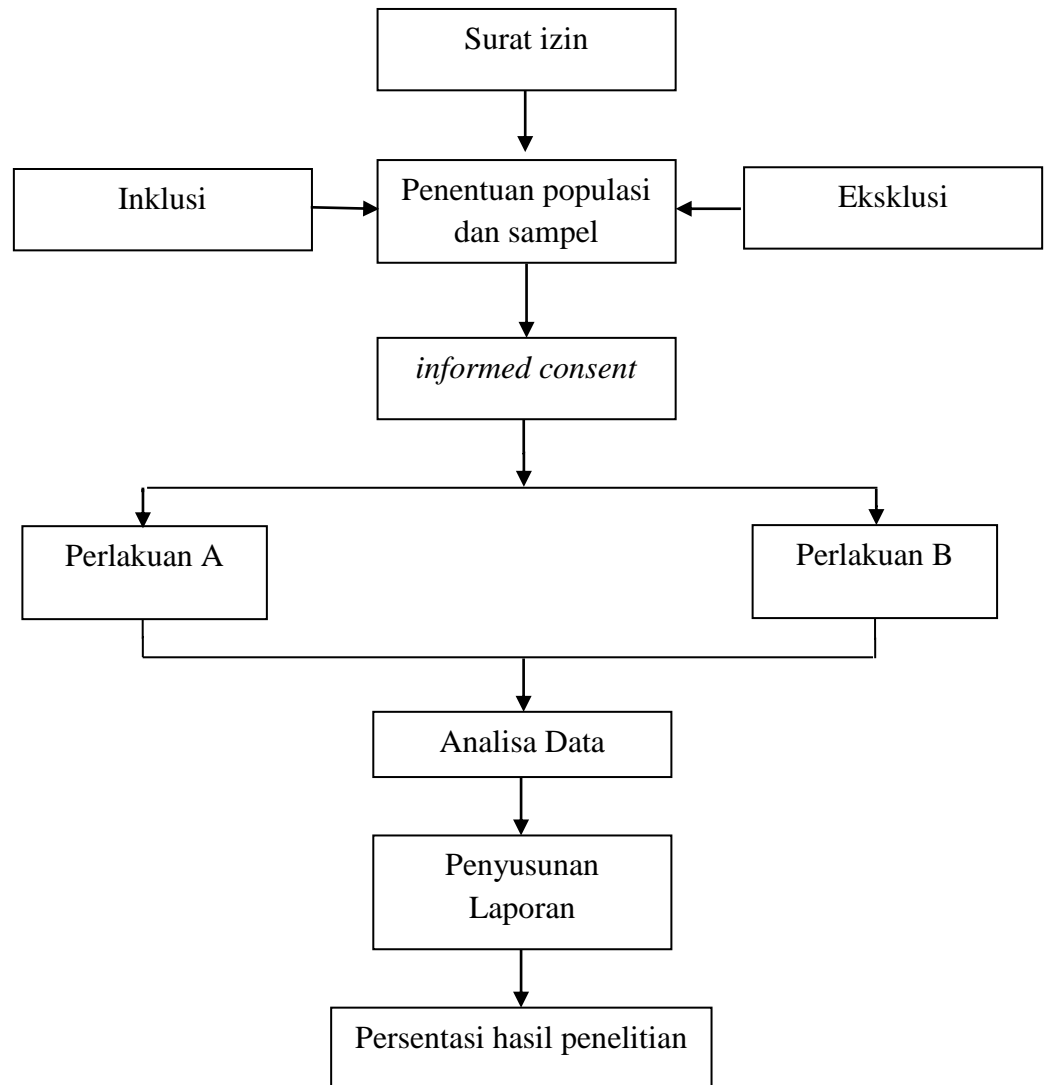 Surat izin
Inklusi
Penentuan populasi
dan sampel
Eksklusi
informed consent
Perlakuan A
Perlakuan B
Analisa Data
Penyusunan
Laporan
Persentasi hasil penelitian